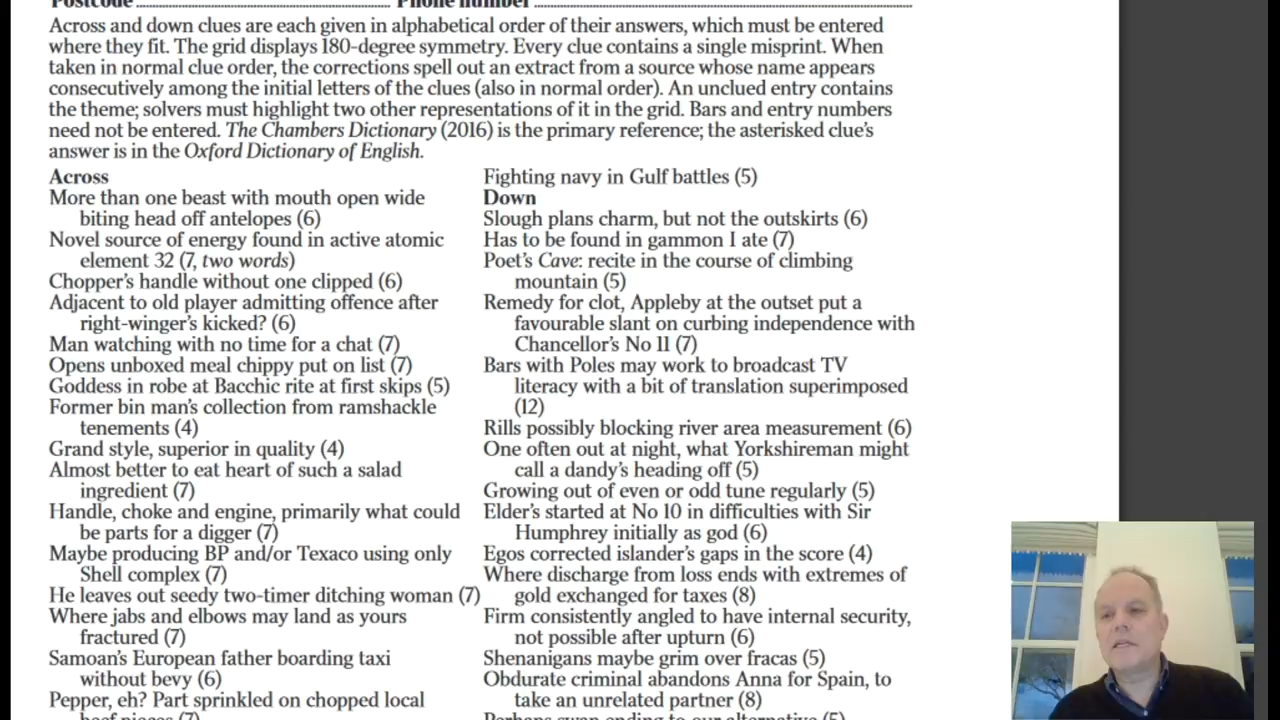 Postcode ................ Phone number ................
Across and down clues are each given in alphabetical order of their answers, which must be entered
where they fit. The grid displays 180-degree symmetry. Every clue contains a single misprint. When
taken in normal clue order, the corrections spell out an extract from a source whose name appears
consecutively among the initial letters of the clues (also in normal order). An unclued entry contains
the theme; solvers must highlight two other representations of it in the grid. Bars and entry numbers
need not be entered. The Chambers Dictionary (2016) is the primary reference; the asterisked clue's
answer is in the Oxford Dictionary of English.
Across
More than one beast with mouth open wide
biting head off antelopes (6)
Novel source of energy found in active atomic
element 32 (7, two words)
Chopper's handle without one clipped (6)
Adjacent to old player admitting offence after
right-winger's kicked? (6)
Man watching with no time for a chat (7)
Opens unboxed meal chippy put on list (7)
Goddess in robe at Bacchic rite at first skips (5)
Former bin man's collection from ramshackle
tenements (4)
Grand style, superior in quality (4)
Almost better to eat heart of such a salad
ingredient (7)
Handle, choke and engine, primarily what could
be parts for a digger (7)
Maybe producing BP and/or Texaco using only
Shell complex (7)
He leaves out seedy two-timer ditching woman (7)
Where jabs and elbows may land as yours
fractured (7)
Samoan's European father boarding taxi
without bevy (6)
Pepper, eh? Part sprinkled on chopped local
beef pieces (7)
Fighting navy in Gulf battles (5)
Down
Slough plans charm, but not the outskirts (6)
Has to be found in gammon I ate (7)
Poet's Cave: recite in the course of climbing
mountain (5)
Remedy for clot, Appleby at the outset put a
favourable slant on curbing independence with
Chancellor's No 11 (7)
Bars with Poles may work to broadcast TV
literacy with a bit of translation superimposed
(12)
Rills possibly blocking river area measurement (6)
One often out at night, what Yorkshireman might
call a dandy's heading off (5)
Growing out of even or odd tune regularly (5)
Elder's started at No 10 in difficulties with Sir
Humphrey initially as god (6)
Egos corrected islander's gaps in the score (4)
Where discharge from loss ends with extremes of
gold exchanged for taxes (8)
Firm consistently angled to have internal security,
not possible after upturn (6)
Shenanigans maybe grim over fracas (5)
Obdurate criminal abandons Anna for Spain, to
take an unrelated partner (8)
Perhaps swan ending to our alternative (5)